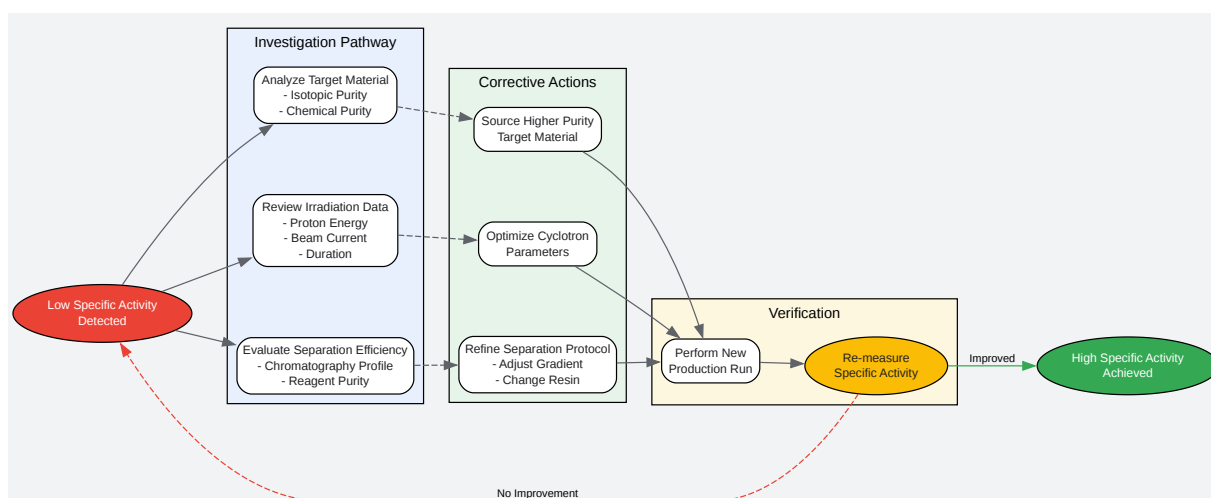 Investigation Pathway
Analyze Target Material
- Isotopic Purity
- Chemical Purity
Review Irradiation Data
- Proton Energy
- Beam Current
- Duration
Evaluate Separation Efficiency
- Chromatography Profile
- Reagent Purity
Corrective Actions
Source Higher Purity
Target Material
Optimize Cyclotron
Parameters
Refine Separation Protocol
- Adjust Gradient
- Change Resin
Verification
Perform New
Production Run
Re-measure
Specific Activity
Low Specific Activity
Detected
Improved
High Specific Activity
Achieved
No Improvement